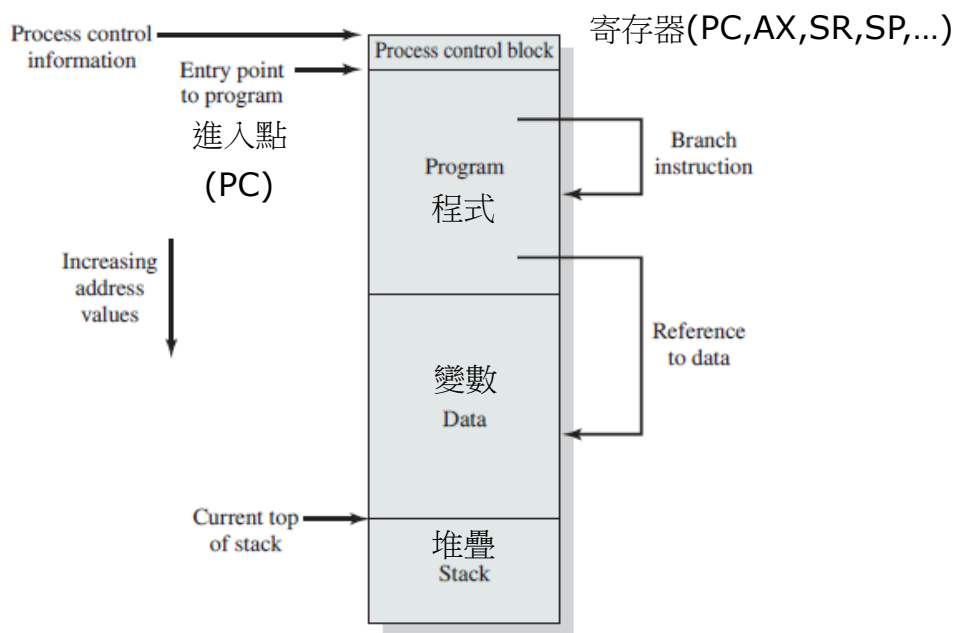 寄存器(PC,AX,SR,SP,...)
Process control
information
Process control block
Entry point
to program
進入點
(PC)
Program
程式
Branch
instruction
Increasing
address
values
Reference
to data
變數
Data
Current top
of stack
堆疊
Stack